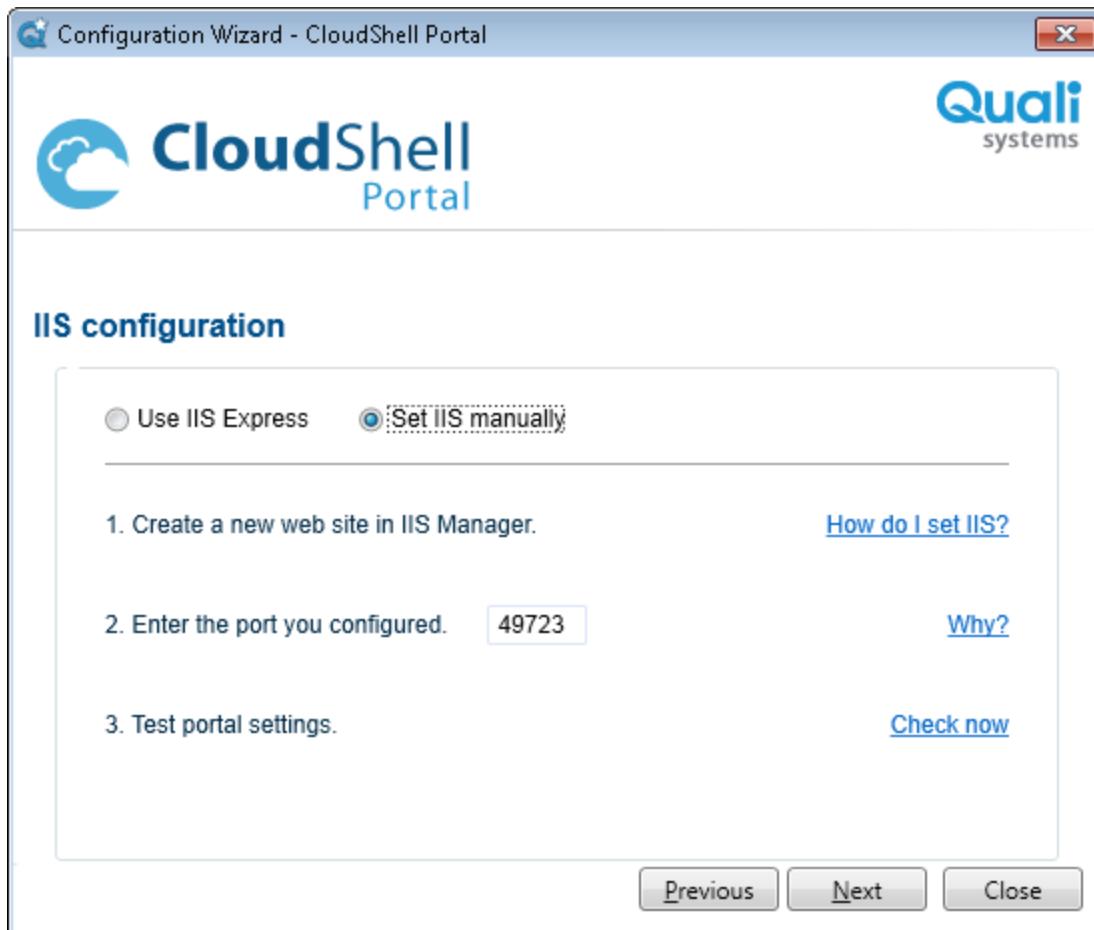 Configuration Wizard - CloudShell Portal
Quali
systems
CloudShell
Portal
IIS configuration
Use IIS Express Set IIS manually
1. Create a new web site in IIS Manager. How do I set IIS?
2. Enter the port you configured. 49723 Why?
3. Test portal settings. Check now
Previous Next Close